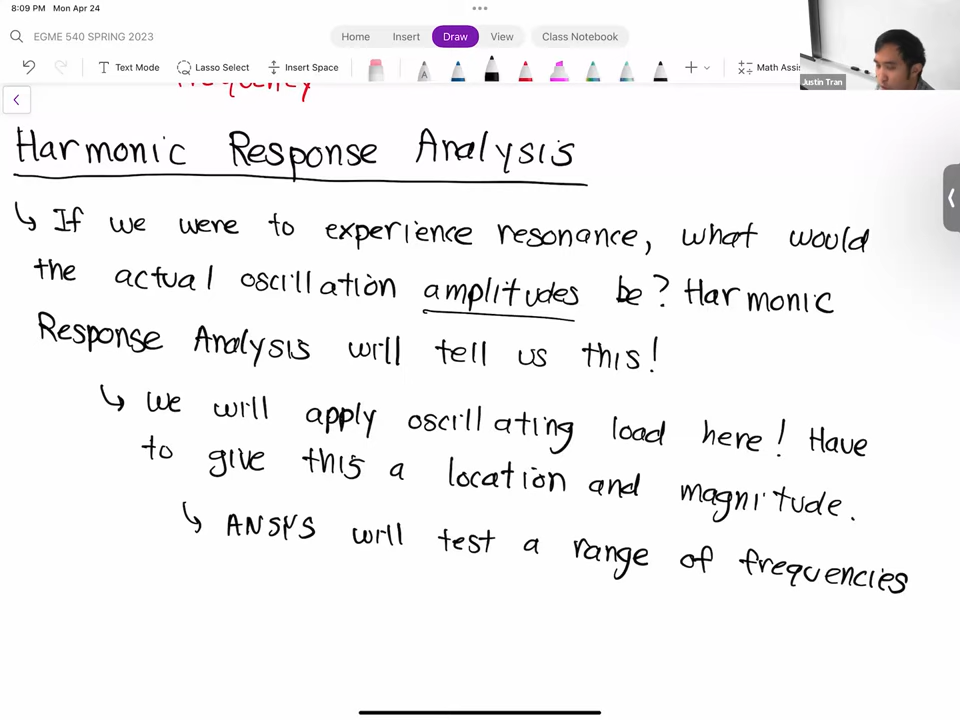 8:09 PM Mon Apr 24
EGME 540 SPRING 2023
Home Insert Draw View Class Notebook
Text Mode Lasso Select Insert Space Math Assis
Justin Tran
frequency
Harmonic Response Analysis
↳ If we were to experience resonance, what would
the actual oscillation amplitudes be? Harmonic
Response Analysis will tell us this!
↳ We will apply oscillating load here! Have
to give this a location and magnitude.
↳ ANSYS will test a range of frequencies